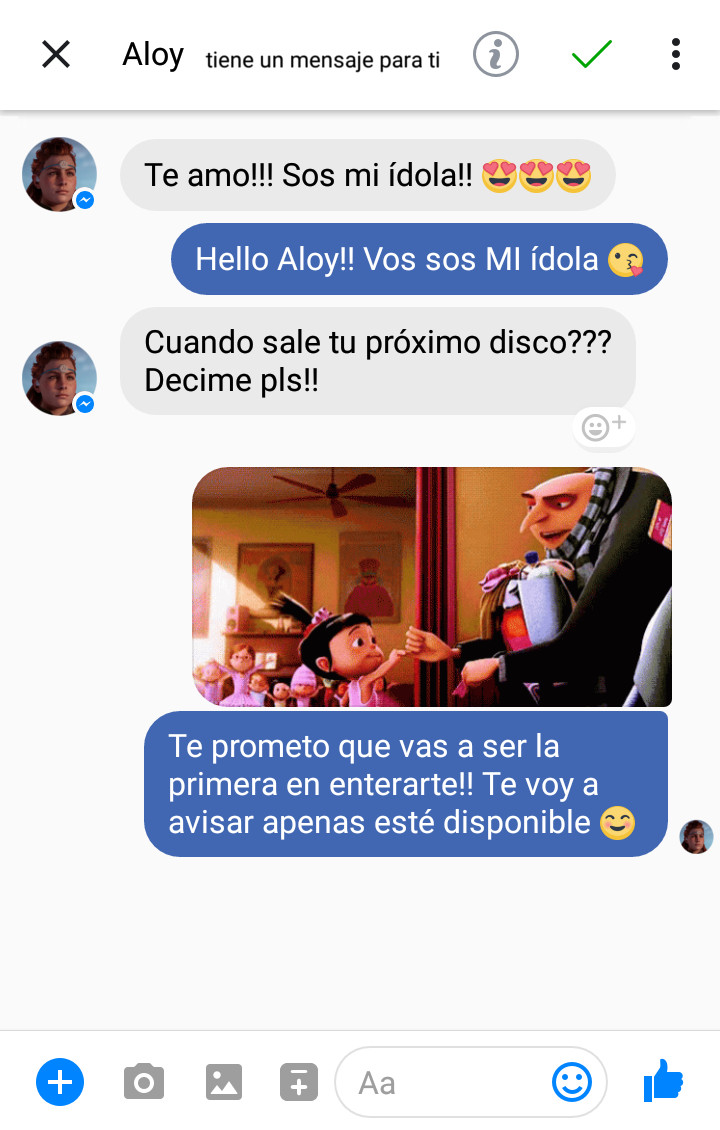 Aloy tiene un mensaje para ti
Te amo!!! Sos mi ídola!! 😍😍😍
Hello Aloy!! Vos sos MI ídola 😘
Cuando sale tu próximo disco???
Decime pls!!
Te prometo que vas a ser la
primera en enterarte!! Te voy a
avisar apenas esté disponible 😊
Aa